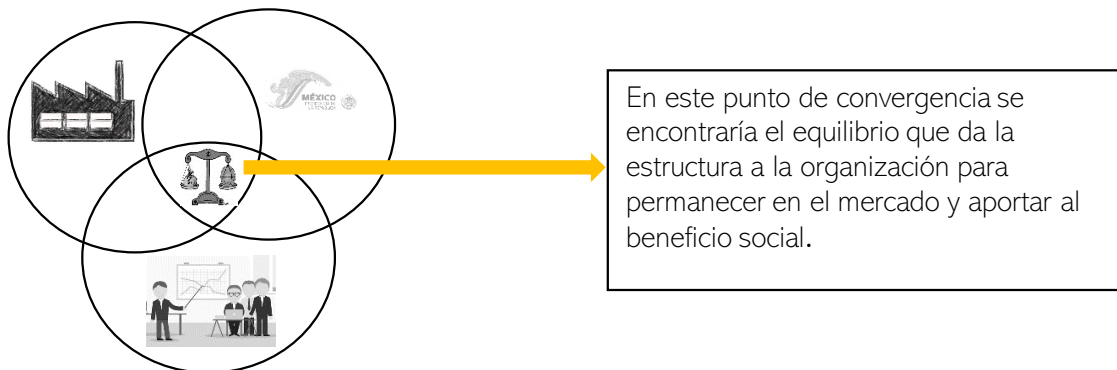 MÉXICO
En este punto de convergencia se
encontraría el equilibrio que da la
estructura a la organización para
permanecer en el mercado y aportar al
beneficio social.